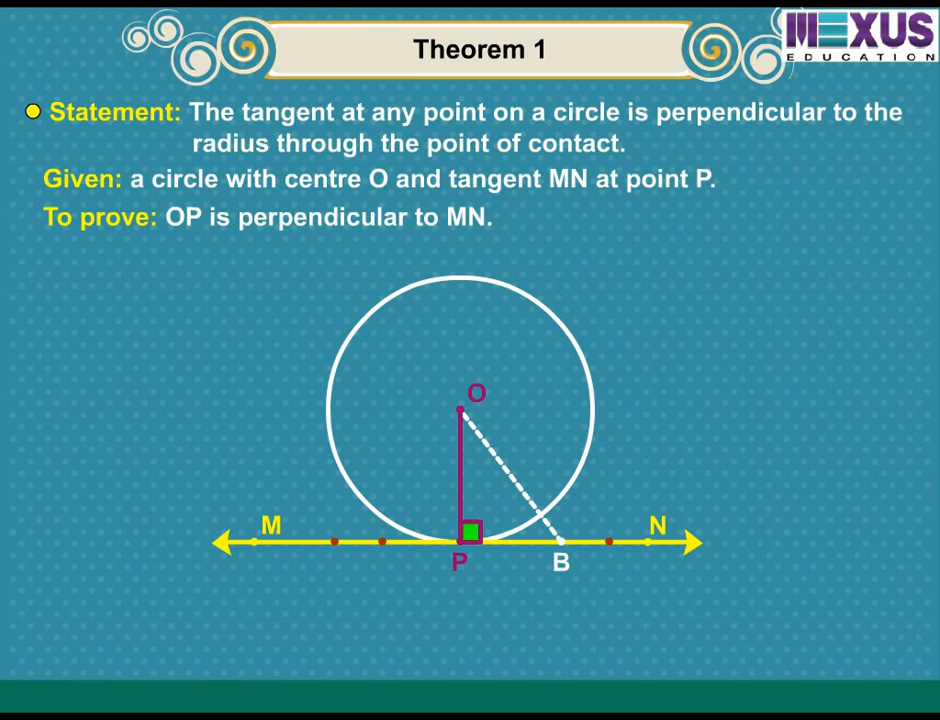 Theorem 1
MEXUS
EDUCATION
Statement: The tangent at any point on a circle is perpendicular to the
radius through the point of contact.
Given: a circle with centre O and tangent MN at point P.
To prove: OP is perpendicular to MN.
O
M
N
P
B